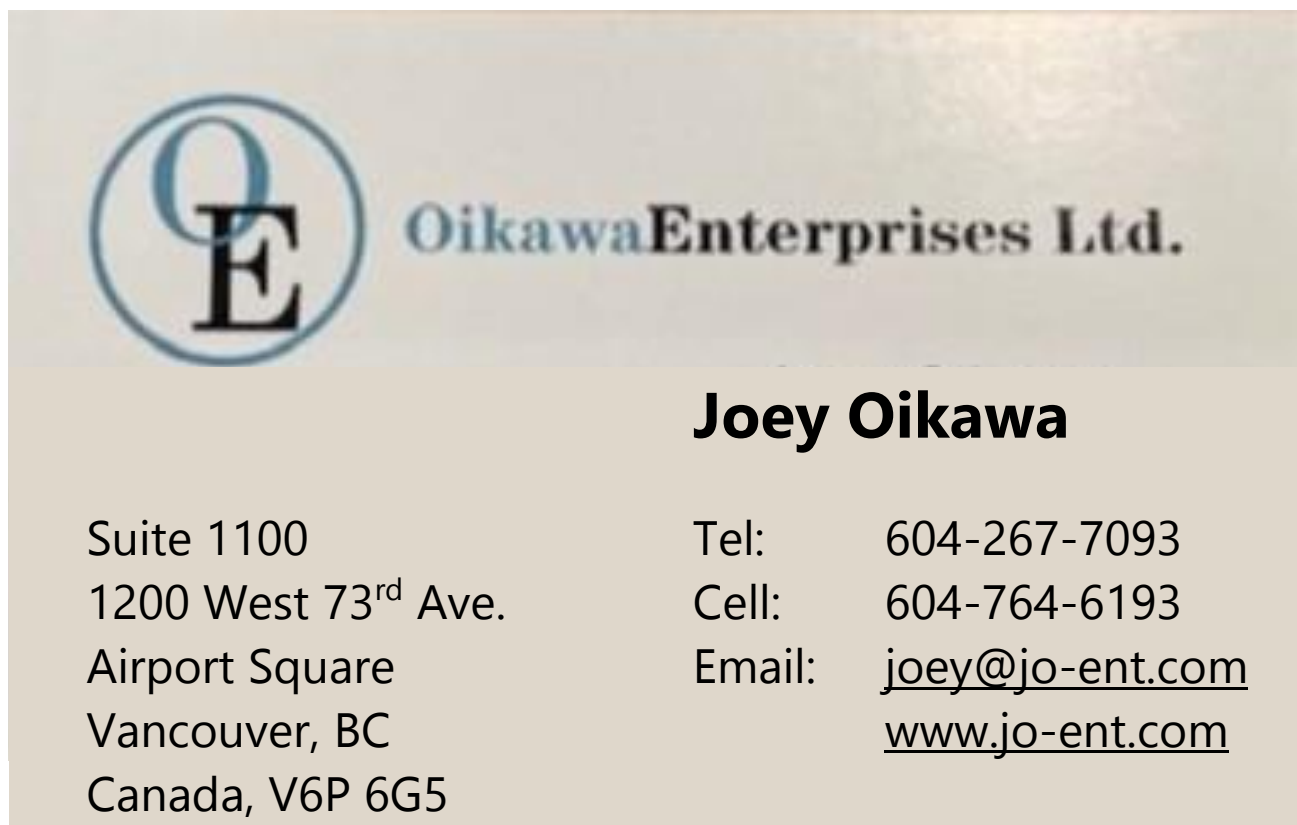 OE
OikawaEnterprises Ltd.
Joey Oikawa
Suite 1100
1200 West 73rd Ave.
Airport Square
Vancouver, BC
Canada, V6P 6G5
Tel: 604-267-7093
Cell: 604-764-6193
Email: joey@jo-ent.com
www.jo-ent.com